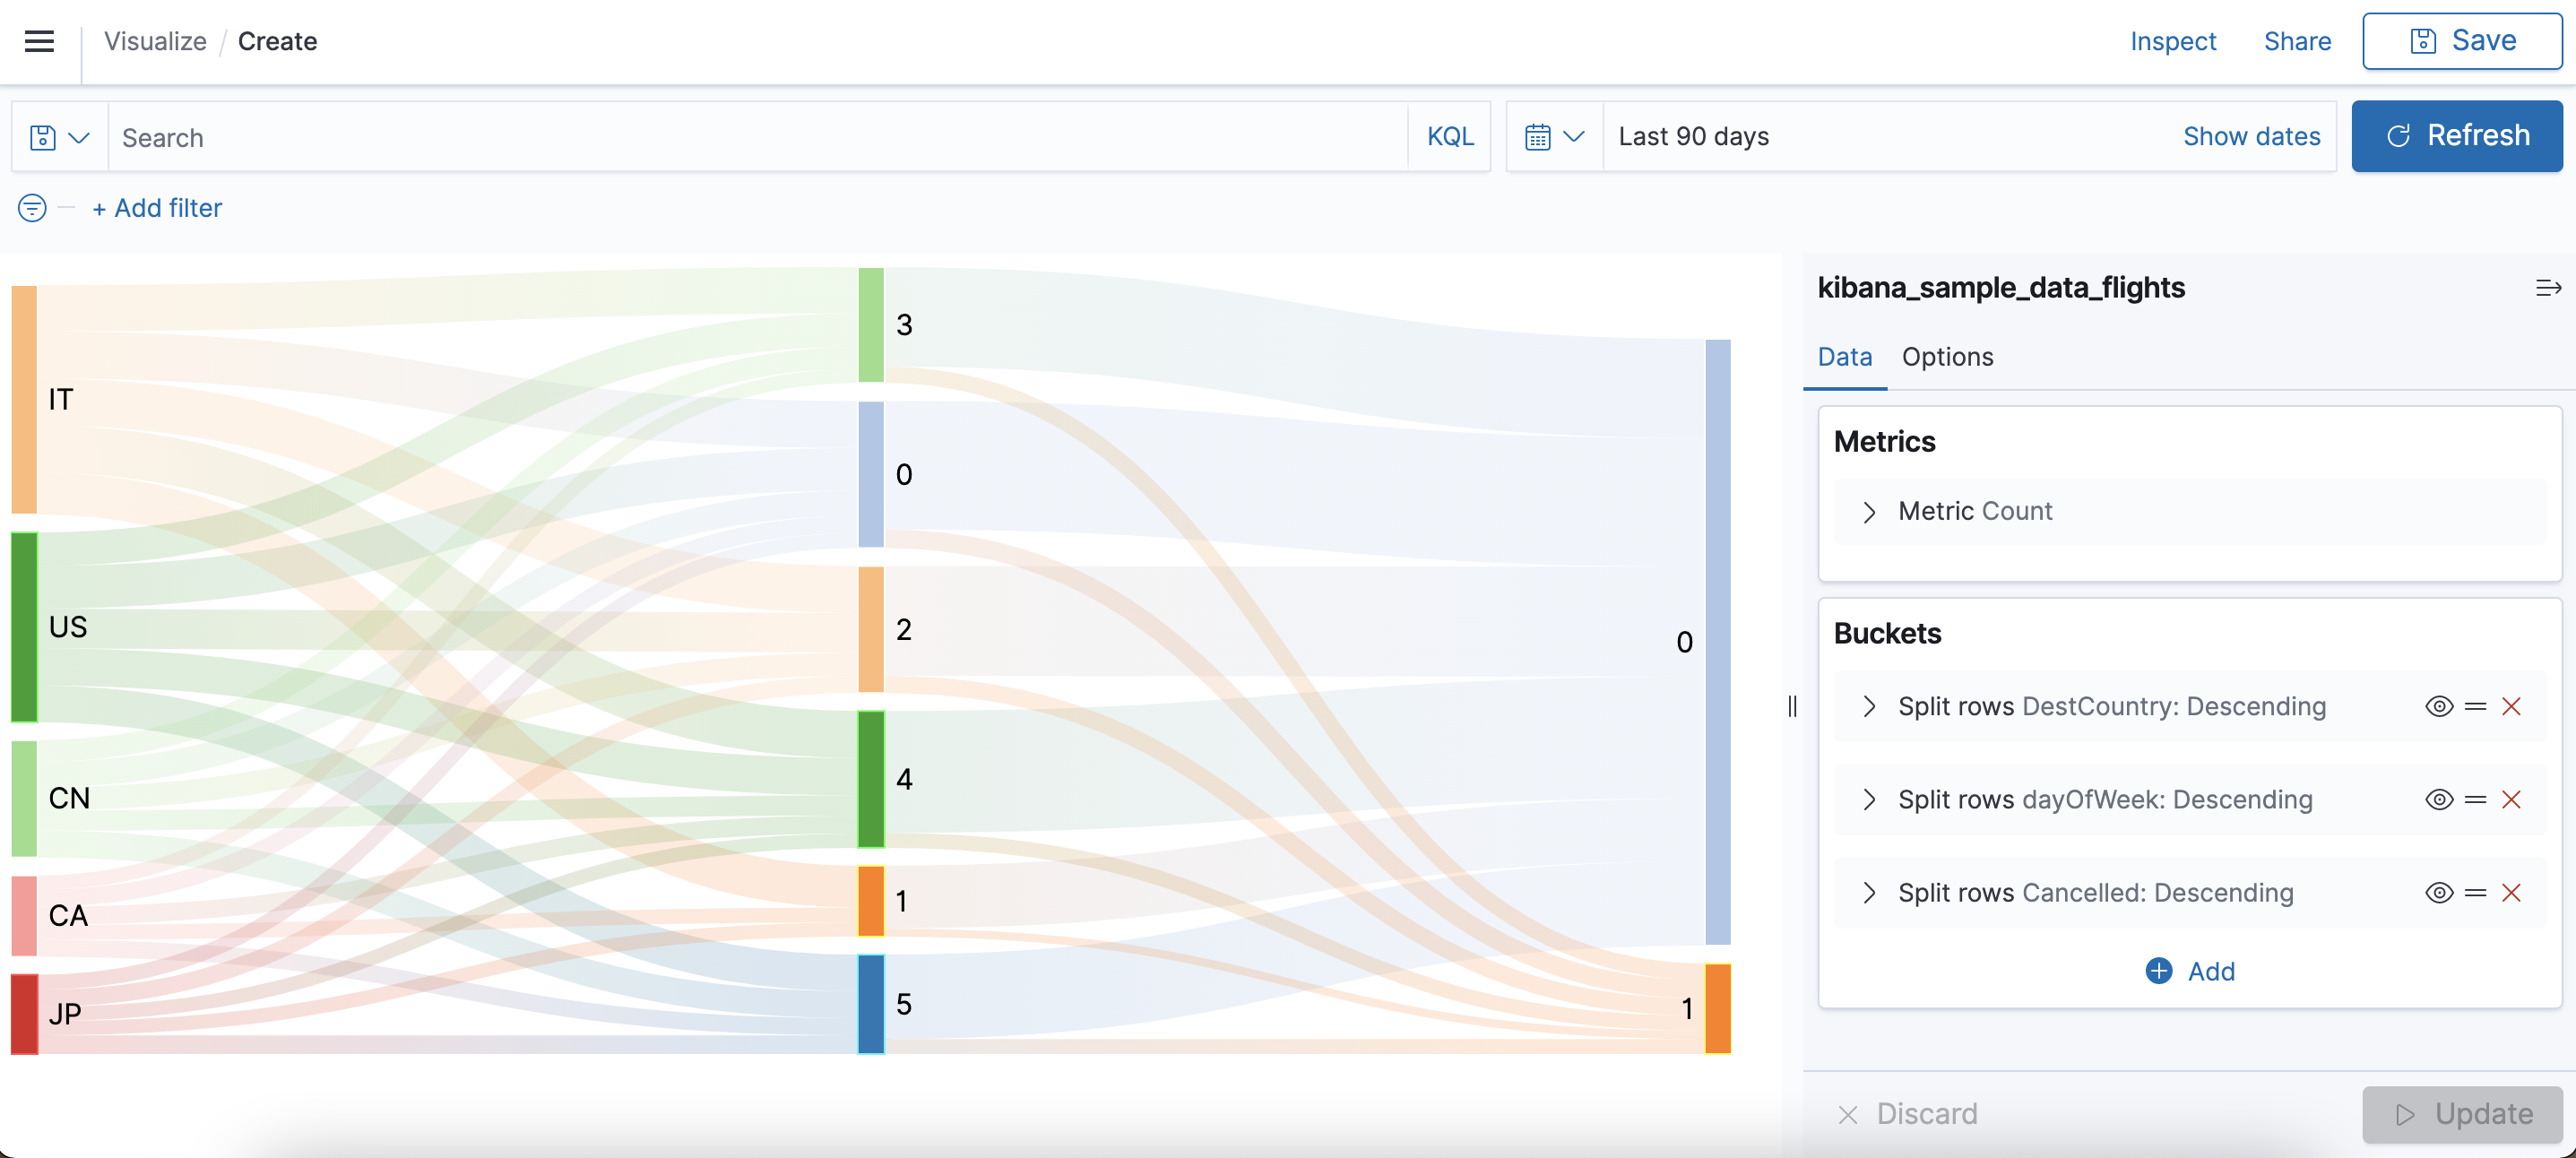 Visualize / Create
Inspect Share Save
Search KQL Last 90 days Show dates Refresh
+ Add filter
IT
US
CN
CA
JP
3
0
2
4
1
5
0
1
kibana_sample_data_flights
Data Options
Metrics
Metric Count
Buckets
Split rows DestCountry: Descending
Split rows dayOfWeek: Descending
Split rows Cancelled: Descending
Add
Discard Update